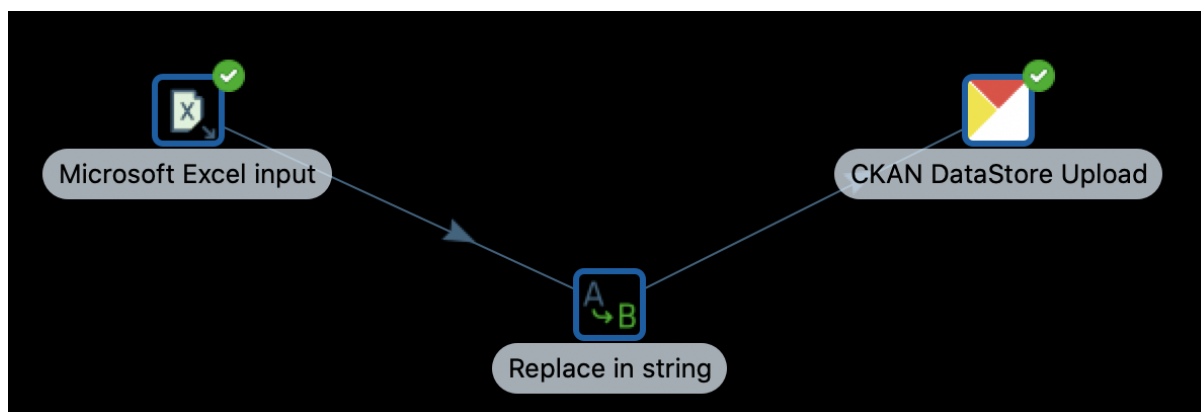 X
Microsoft Excel input
CKAN DataStore Upload
A
B
Replace in string